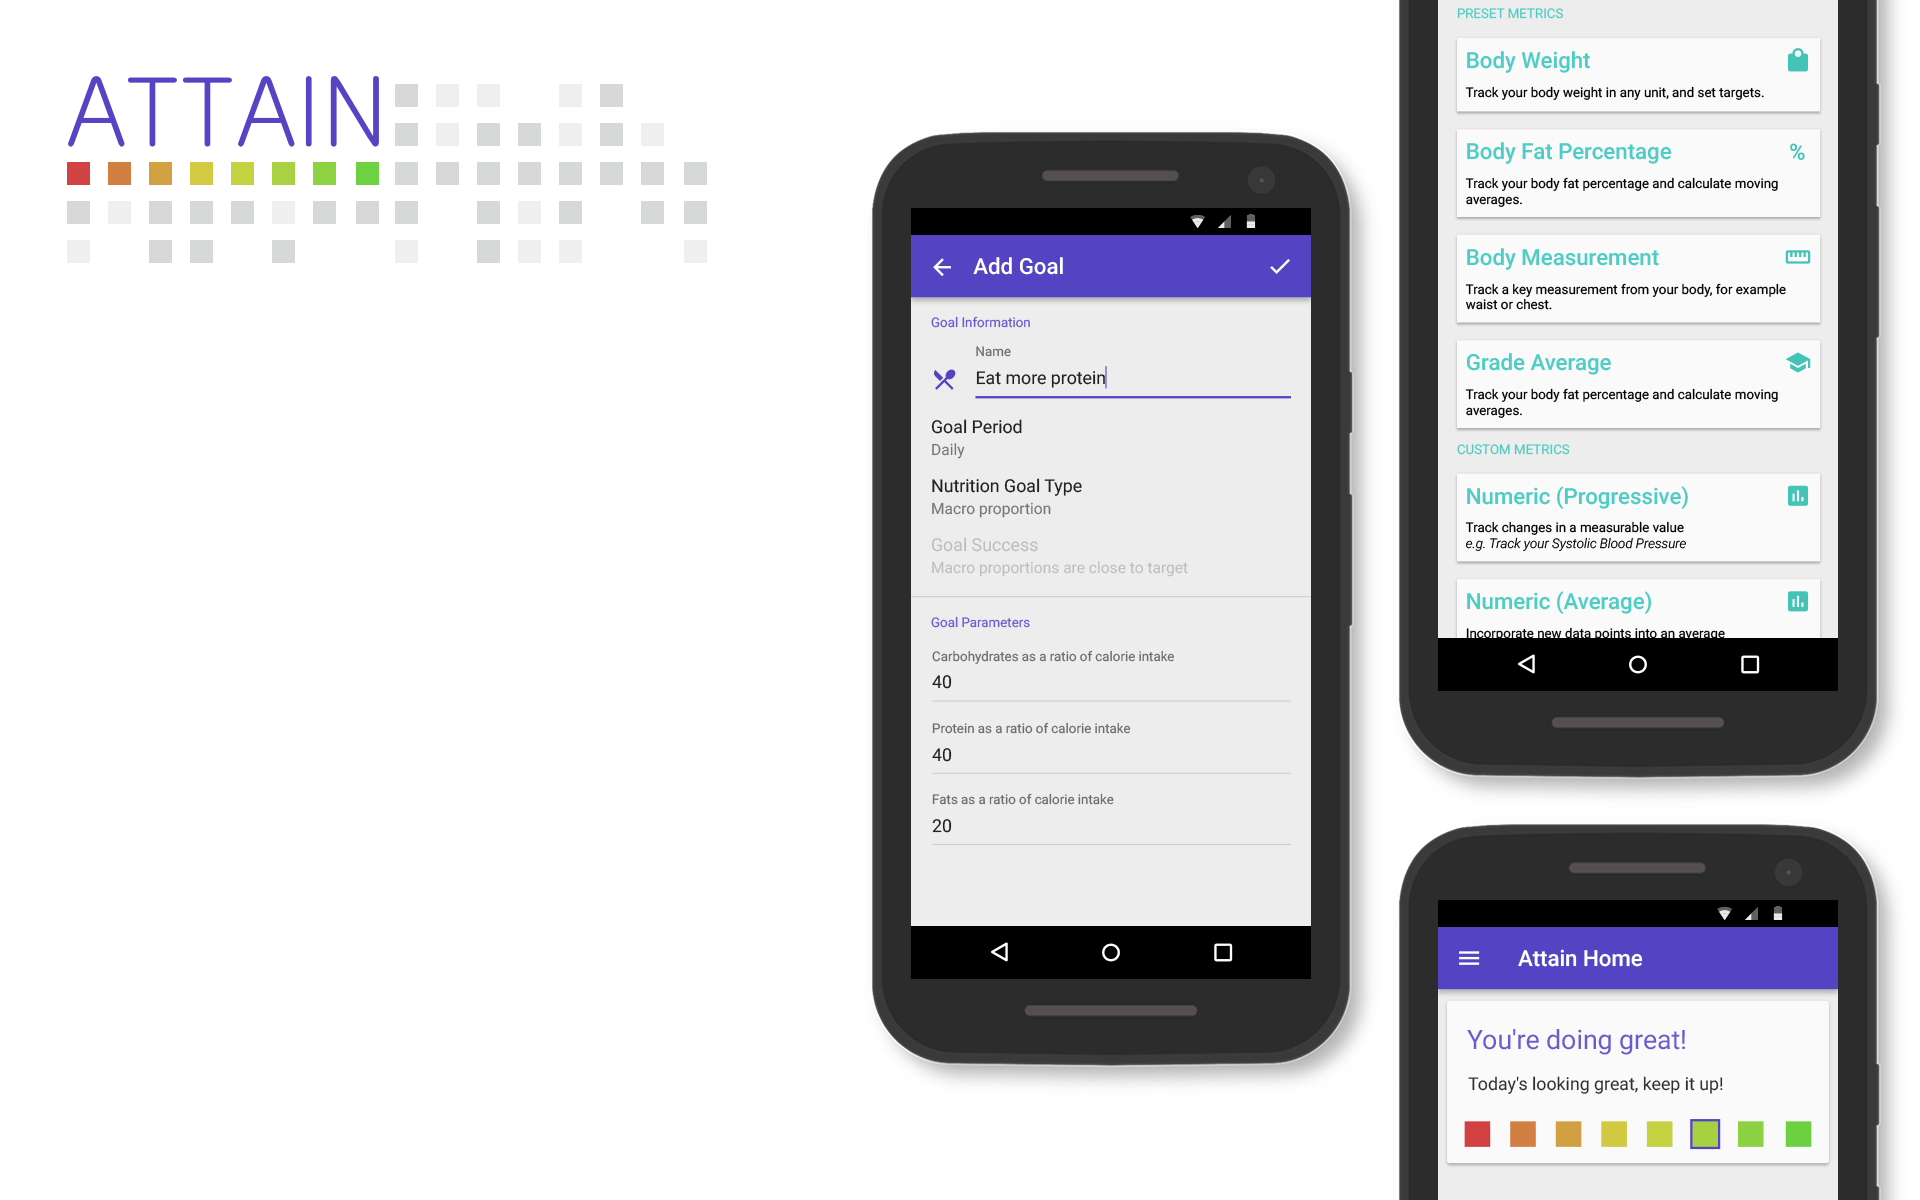 ATTAIN
Add Goal
Goal Information
Name
Eat more protein
Goal Period
Daily
Nutrition Goal Type
Macro proportion
Goal Success
Macro proportions are close to target
Goal Parameters
Carbohydrates as a ratio of calorie intake
40
Protein as a ratio of calorie intake
40
Fats as a ratio of calorie intake
20
PRESET METRICS
Body Weight
Track your body weight in any unit, and set targets.
Body Fat Percentage
%
Track your body fat percentage and calculate moving
averages.
Body Measurement
Track a key measurement from your body, for example
waist or chest.
Grade Average
Track your body fat percentage and calculate moving
averages.
CUSTOM METRICS
Numeric (Progressive)
Track changes in a measurable value
e.g. Track your Systolic Blood Pressure
Numeric (Average)
Incorporate new data points into an average
Attain Home
You're doing great!
Today's looking great, keep it up!